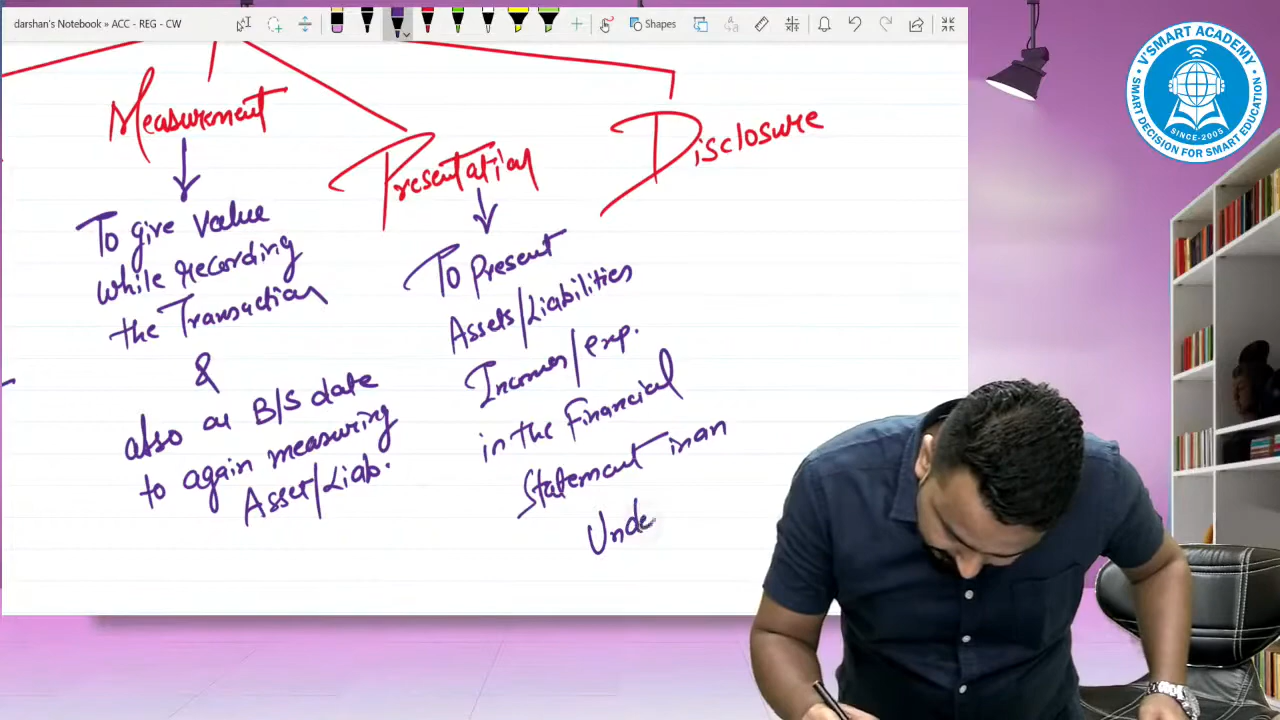 darshan's Notebook » ACC - REG - CW
Shapes
V'SMART ACADEMY
SINCE-2005
SMART DECISION FOR SMART EDUCATION
Measurement
Presentation
Disclosure
To give Value
while recording
the Transaction
&
also on B/S date
to again measuring
Asset/Liab.
To Present
Assets/Liabilities
Incomes/exp.
in the Financial
Statement in an
Unde